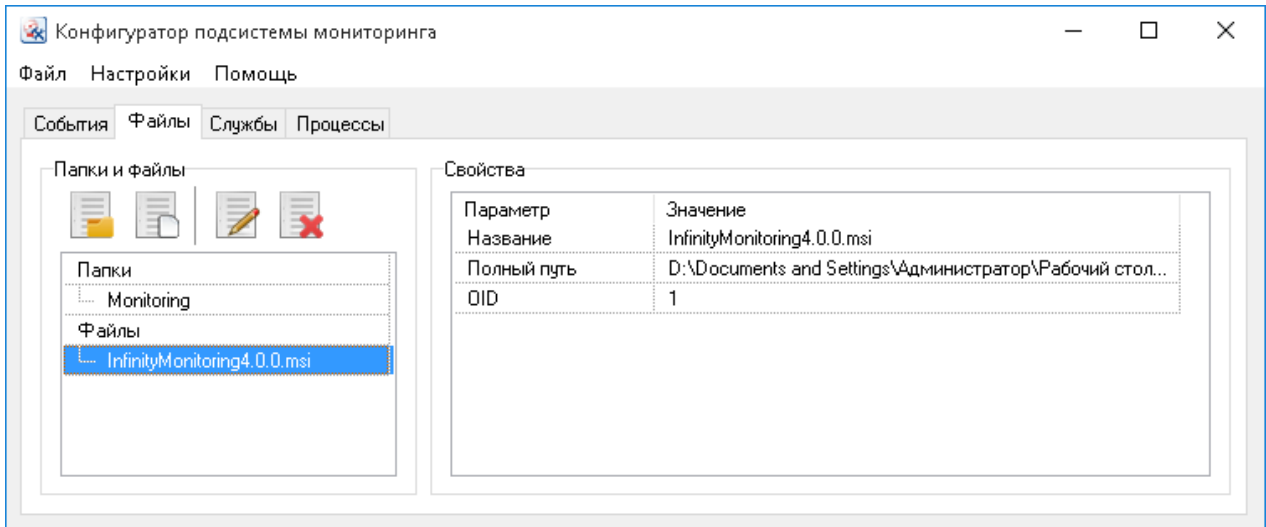 Конфигуратор подсистемы мониторинга
Файл Настройки Помощь
События Файлы Службы Процессы
Папки и файлы
Папки
Monitoring
Файлы
InfinityMonitoring4.0.0.msi
Свойства
Параметр Значение
Название InfinityMonitoring4.0.0.msi
Полный путь D:\Documents and Settings\Администратор\Рабочий стол...
OID 1